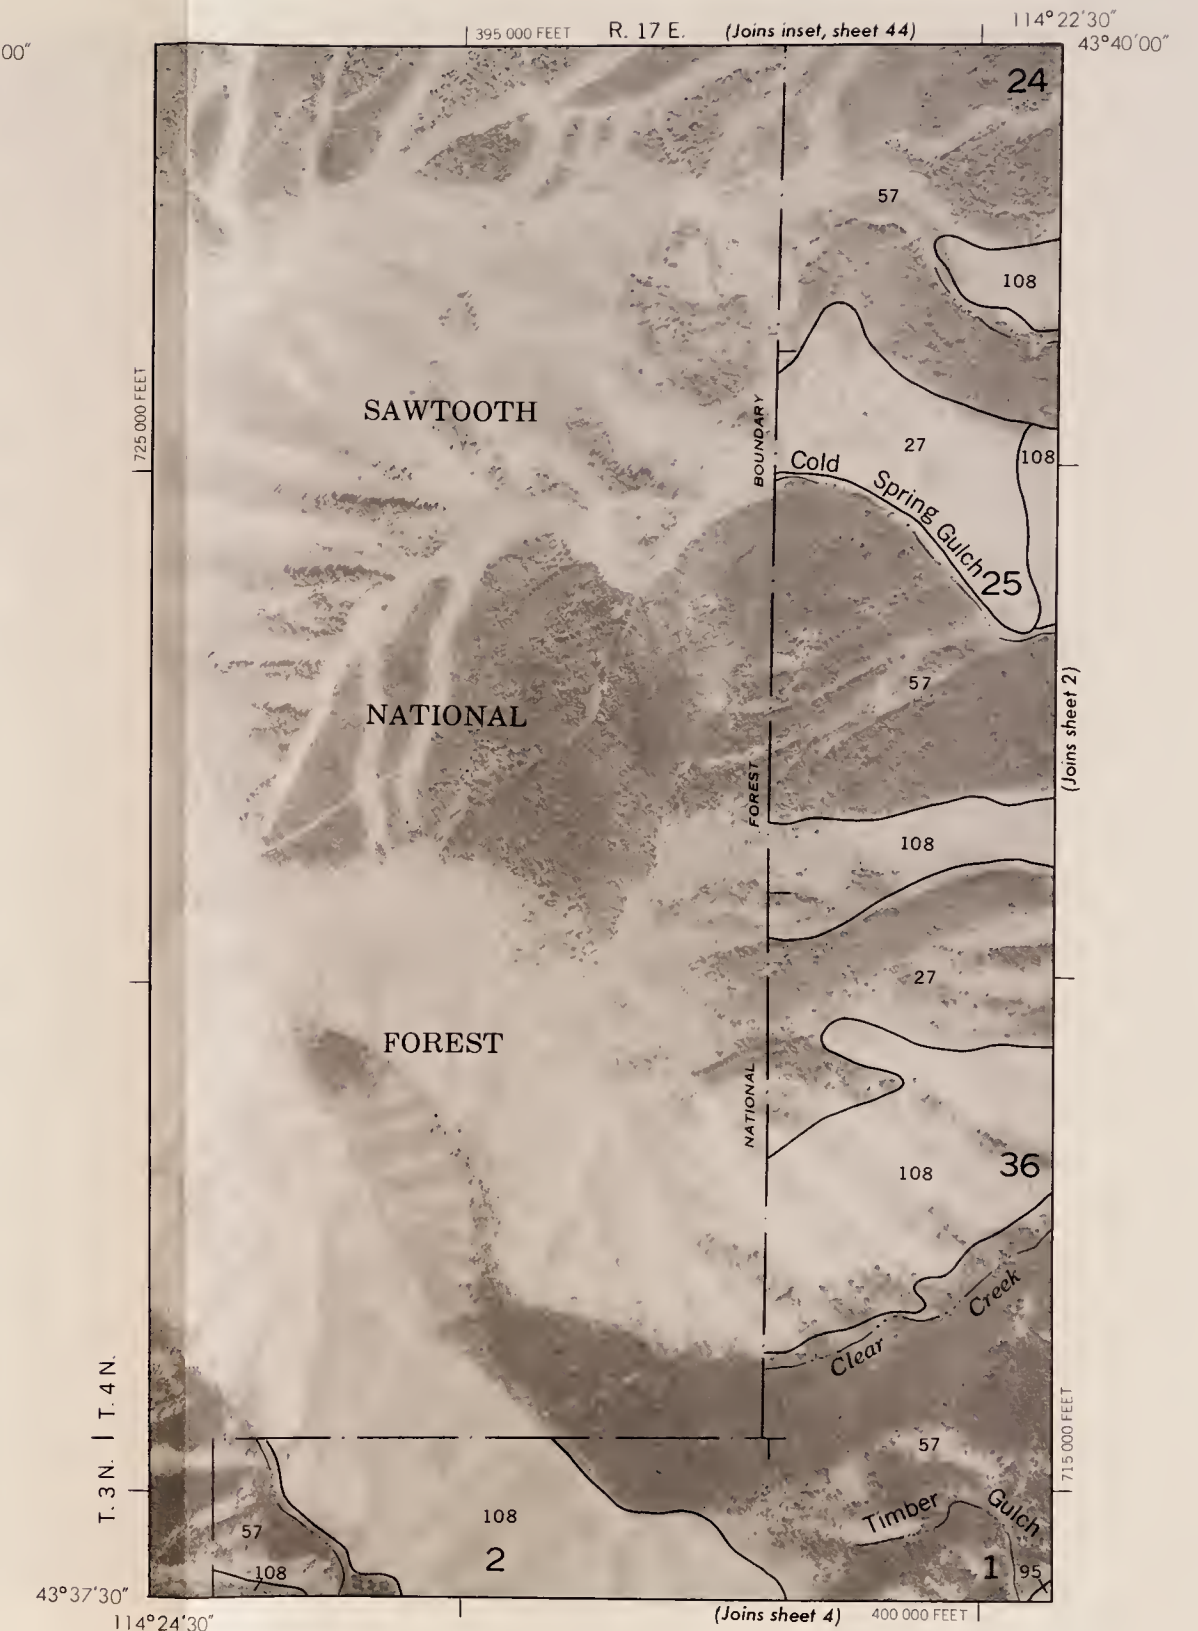 00″
395 000 FEET R. 17 E. (Joins inset, sheet 44) 114°22′30″
43°40′00″
24
57
108
725 000 FEET
SAWTOOTH
BOUNDARY
27
108
Cold Spring Gulch
25
NATIONAL
57
(Joins sheet 2)
FOREST
108
27
FOREST
NATIONAL
36
108
Creek
Clear
T. 3 N. | T. 4 N.
57
715 000 FEET
Timber Gulch
108
57
2
1
95
108
43°37′30″
114°24′30″
(Joins sheet 4) 400 000 FEET